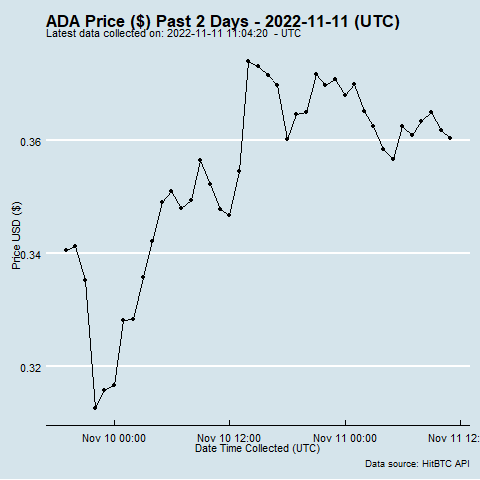 ADA Price ($) Past 2 Days - 2022-11-11 (UTC)
Latest data collected on: 2022-11-11 11:04:20 - UTC
0.36
0.34
0.32
Price USD ($)
Nov 10 00:00
Nov 10 12:00
Nov 11 00:00
Nov 11 12:
Date Time Collected (UTC)
Data source: HitBTC API